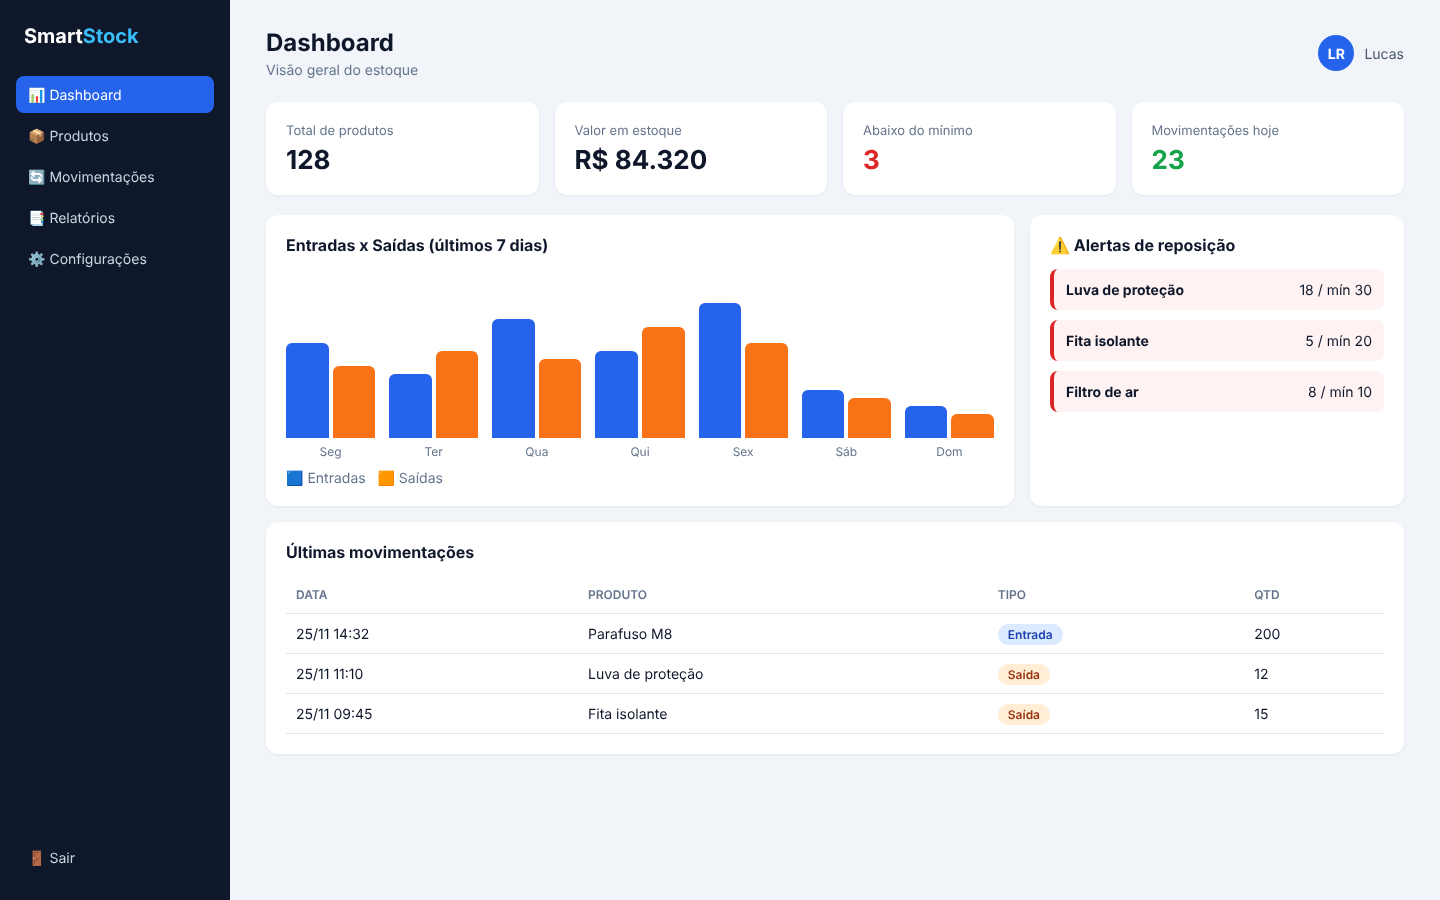 SmartStock
📊 Dashboard
📦 Produtos
🔄 Movimentações
📑 Relatórios
⚙️ Configurações
🚪 Sair
Dashboard
Visão geral do estoque
LR Lucas
Total de produtos
128
Valor em estoque
R$ 84.320
Abaixo do mínimo
3
Movimentações hoje
23
Entradas x Saídas (últimos 7 dias)
Seg Ter Qua Qui Sex Sáb Dom
🟦 Entradas 🟧 Saídas
⚠️ Alertas de reposição
Luva de proteção 18 / mín 30
Fita isolante 5 / mín 20
Filtro de ar 8 / mín 10
Últimas movimentações
DATA PRODUTO TIPO QTD
25/11 14:32 Parafuso M8 Entrada 200
25/11 11:10 Luva de proteção Saída 12
25/11 09:45 Fita isolante Saída 15